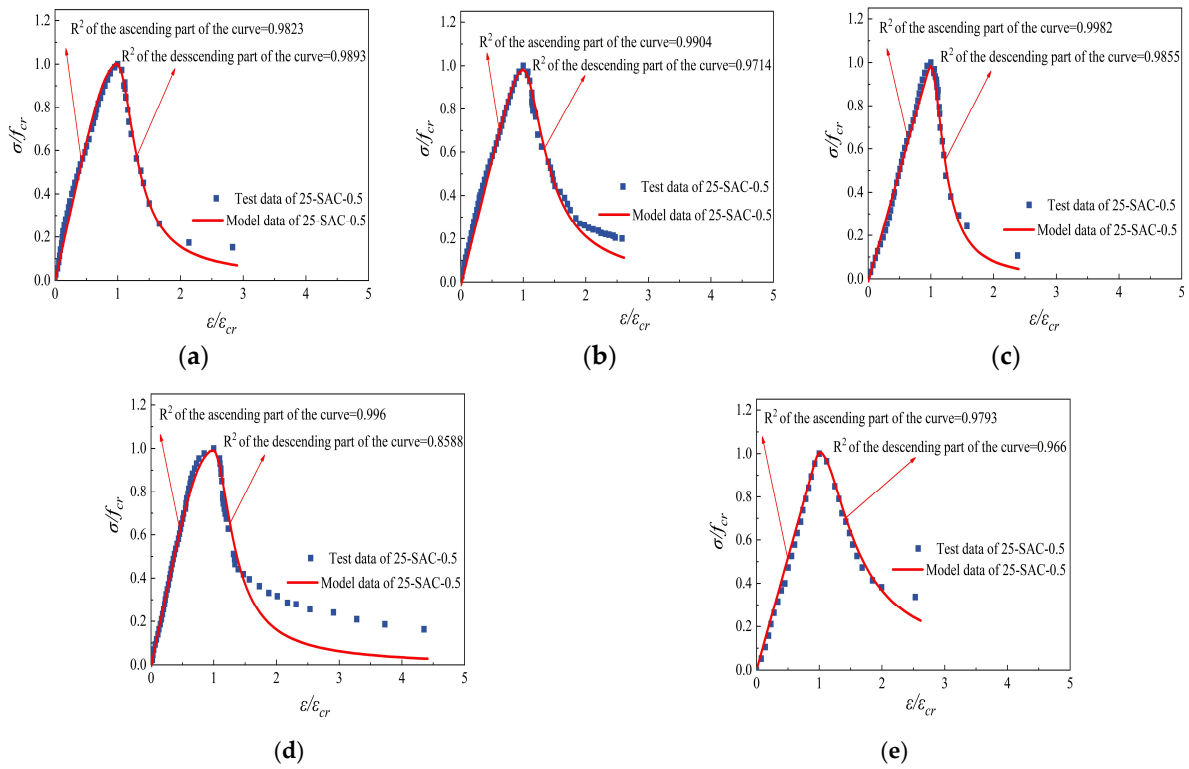 R² of the ascending part of the curve=0.9823
R² of the desscending part of the curve=0.9893
1.2
1.0
0.8
0.6
0.4
0.2
0.0
σ/fcr
Test data of 25-SAC-0.5
Model data of 25-SAC-0.5
0 1 2 3 4 5
ε/εcr
(a)
R² of the ascending part of the curve=0.9904
R² of the descending part of the curve=0.9714
1.2
1.0
0.8
0.6
0.4
0.2
0.0
σ/fcr
Test data of 25-SAC-0.5
Model data of 25-SAC-0.5
0 1 2 3 4 5
ε/εcr
(b)
R² of the ascending part of the curve=0.9982
R² of the descending part of the curve=0.9855
1.2
1.0
0.8
0.6
0.4
0.2
0.0
σ/fcr
Test data of 25-SAC-0.5
Model data of 25-SAC-0.5
0 1 2 3 4 5
ε/εcr
(c)
R² of the ascending part of the curve=0.996
R² of the descending part of the curve=0.8588
1.2
1.0
0.8
0.6
0.4
0.2
0.0
σ/fcr
Test data of 25-SAC-0.5
Model data of 25-SAC-0.5
0 1 2 3 4 5
ε/εcr
(d)
R² of the ascending part of the curve=0.9793
R² of the descending part of the curve=0.966
1.2
1.0
0.8
0.6
0.4
0.2
0.0
σ/fcr
Test data of 25-SAC-0.5
Model data of 25-SAC-0.5
0 1 2 3 4 5
ε/εcr
(e)